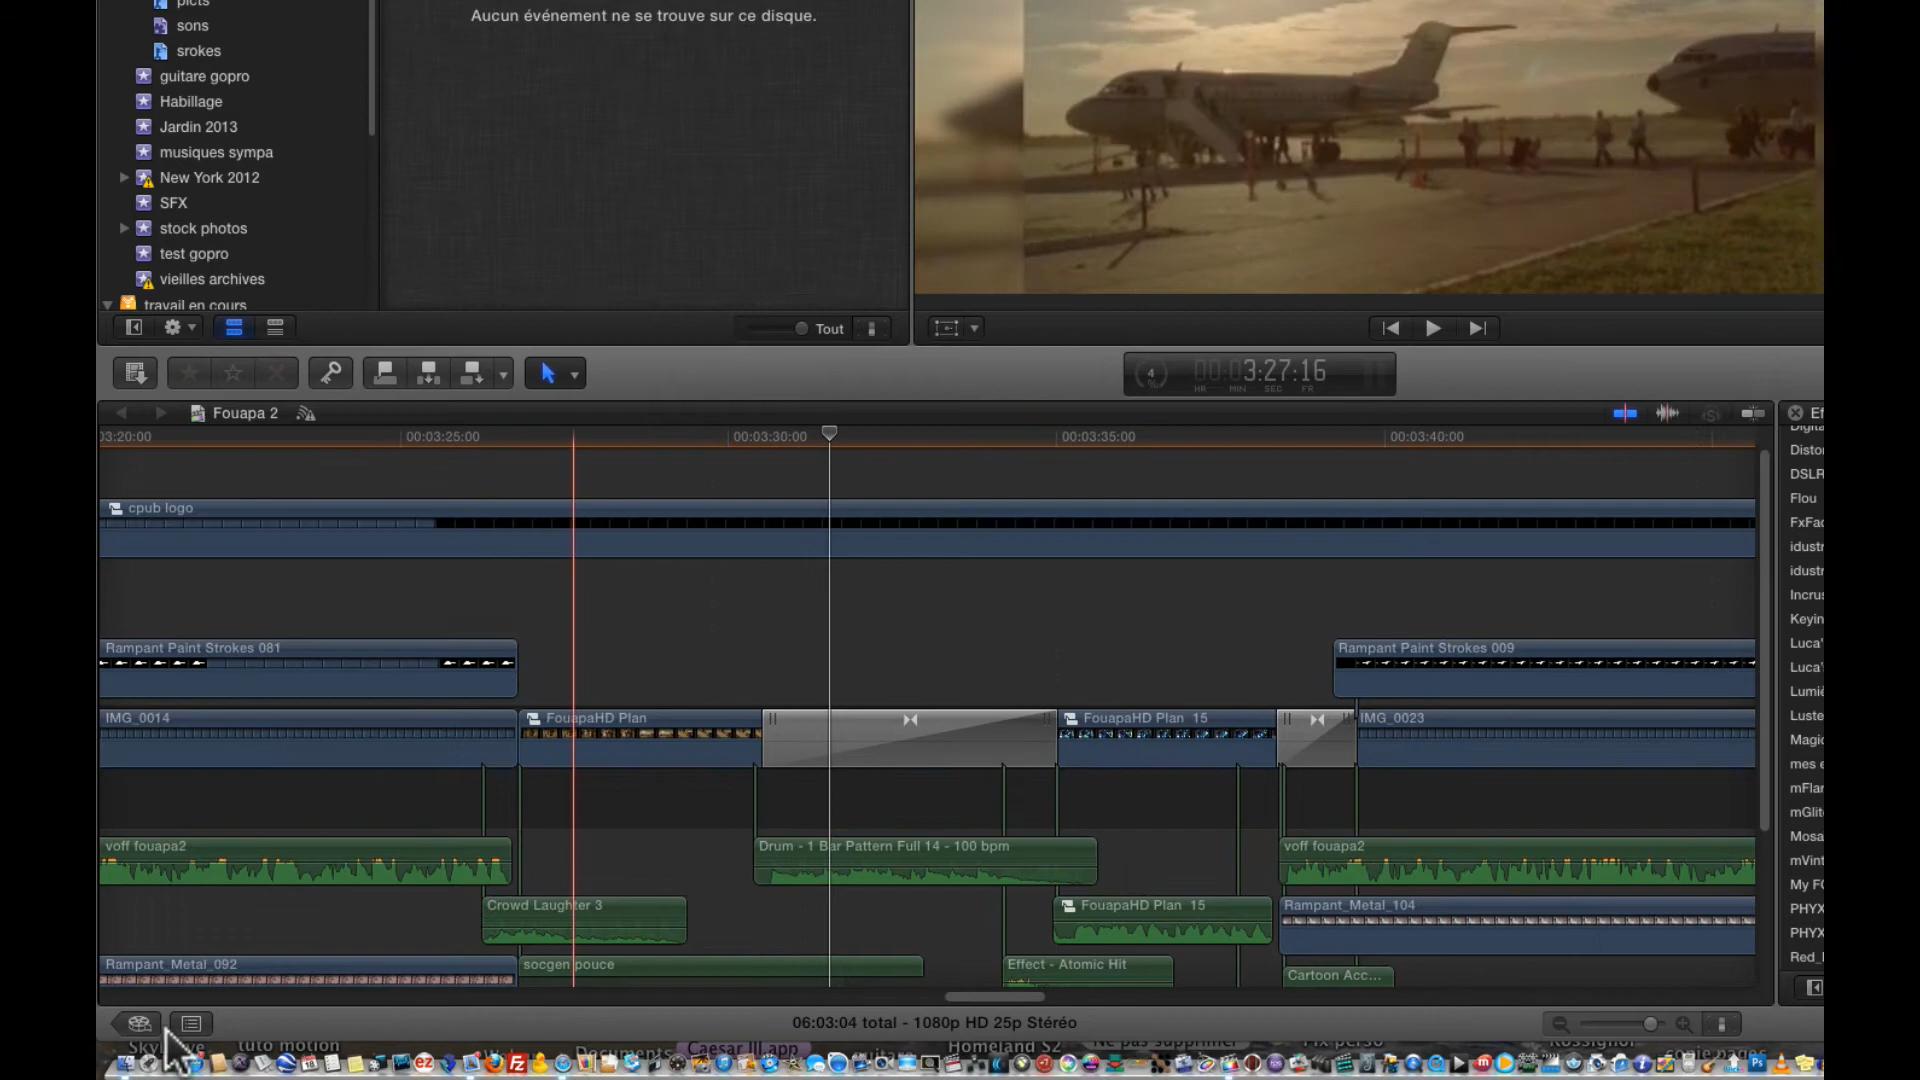 picts
sons
srokes
guitare gopro
Habillage
Jardin 2013
musiques sympa
New York 2012
SFX
stock photos
test gopro
vieilles archives
travail en cours
Aucun événement ne se trouve sur ce disque.
Tout
4
%
00:03:27:16
HR MIN SEC FR
Fouapa 2
03:20:00
00:03:25:00
00:03:30:00
00:03:35:00
00:03:40:00
cpub logo
Rampant Paint Strokes 081
Rampant Paint Strokes 009
IMG_0014
FouapaHD Plan
FouapaHD Plan 15
IMG_0023
voff fouapa2
Drum - 1 Bar Pattern Full 14 - 100 bpm
voff fouapa2
Crowd Laughter 3
FouapaHD Plan 15
Rampant_Metal_104
Rampant_Metal_092
socgen pouce
Effect - Atomic Hit
Cartoon Acc...
Ef
Digita
Distor
DSLR
Flou
FxFac
idustr
idustr
Incrus
Keyin
Luca'
Luca'
Lumiè
Luste
Magic
mes e
mFlar
mGlit
Mosa
mVint
My F
PHYX
PHYX
Red_
06:03:04 total - 1080p HD 25p Stéréo
tuto motion
Documents
Caesar III.app
Homeland S2
Ne pas supprimer
Fix perso
Rossignol
copie pages
ez
Fz
Ps